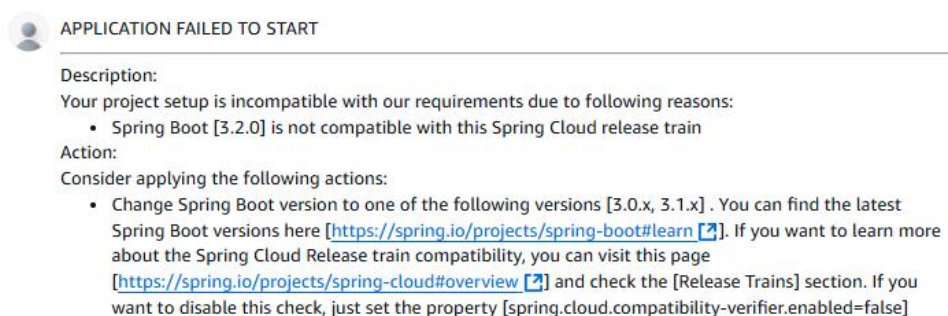 APPLICATION FAILED TO START
Description:
Your project setup is incompatible with our requirements due to following reasons:
• Spring Boot [3.2.0] is not compatible with this Spring Cloud release train
Action:
Consider applying the following actions:
• Change Spring Boot version to one of the following versions [3.0.x, 3.1.x] . You can find the latest
Spring Boot versions here [https://spring.io/projects/spring-boot#learn]. If you want to learn more
about the Spring Cloud Release train compatibility, you can visit this page
[https://spring.io/projects/spring-cloud#overview] and check the [Release Trains] section. If you
want to disable this check, just set the property [spring.cloud.compatibility-verifier.enabled=false]